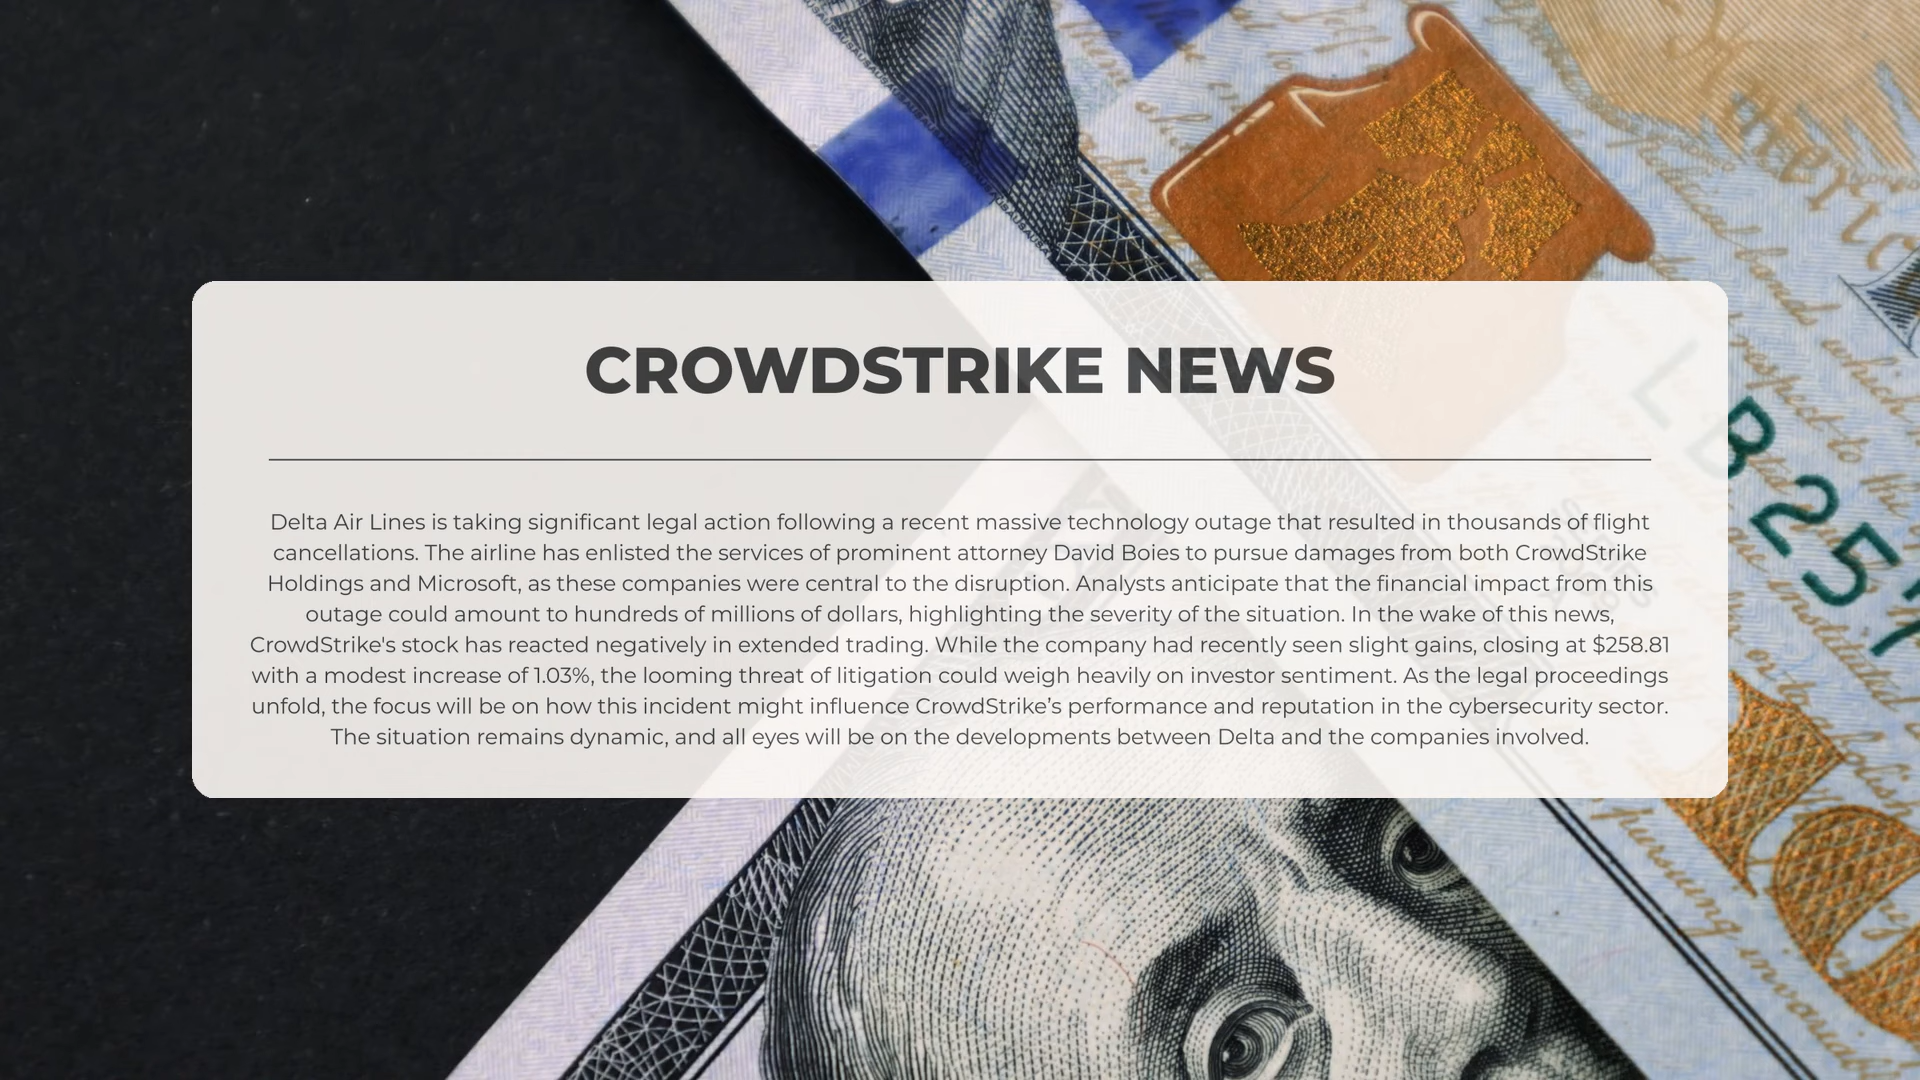 CROWDSTRIKE NEWS
Delta Air Lines is taking significant legal action following a recent massive technology outage that resulted in thousands of flight
cancellations. The airline has enlisted the services of prominent attorney David Boies to pursue damages from both CrowdStrike
Holdings and Microsoft, as these companies were central to the disruption. Analysts anticipate that the financial impact from this
outage could amount to hundreds of millions of dollars, highlighting the severity of the situation. In the wake of this news,
CrowdStrike's stock has reacted negatively in extended trading. While the company had recently seen slight gains, closing at $258.81
with a modest increase of 1.03%, the looming threat of litigation could weigh heavily on investor sentiment. As the legal proceedings
unfold, the focus will be on how this incident might influence CrowdStrike’s performance and reputation in the cybersecurity sector.
The situation remains dynamic, and all eyes will be on the developments between Delta and the companies involved.
LB257